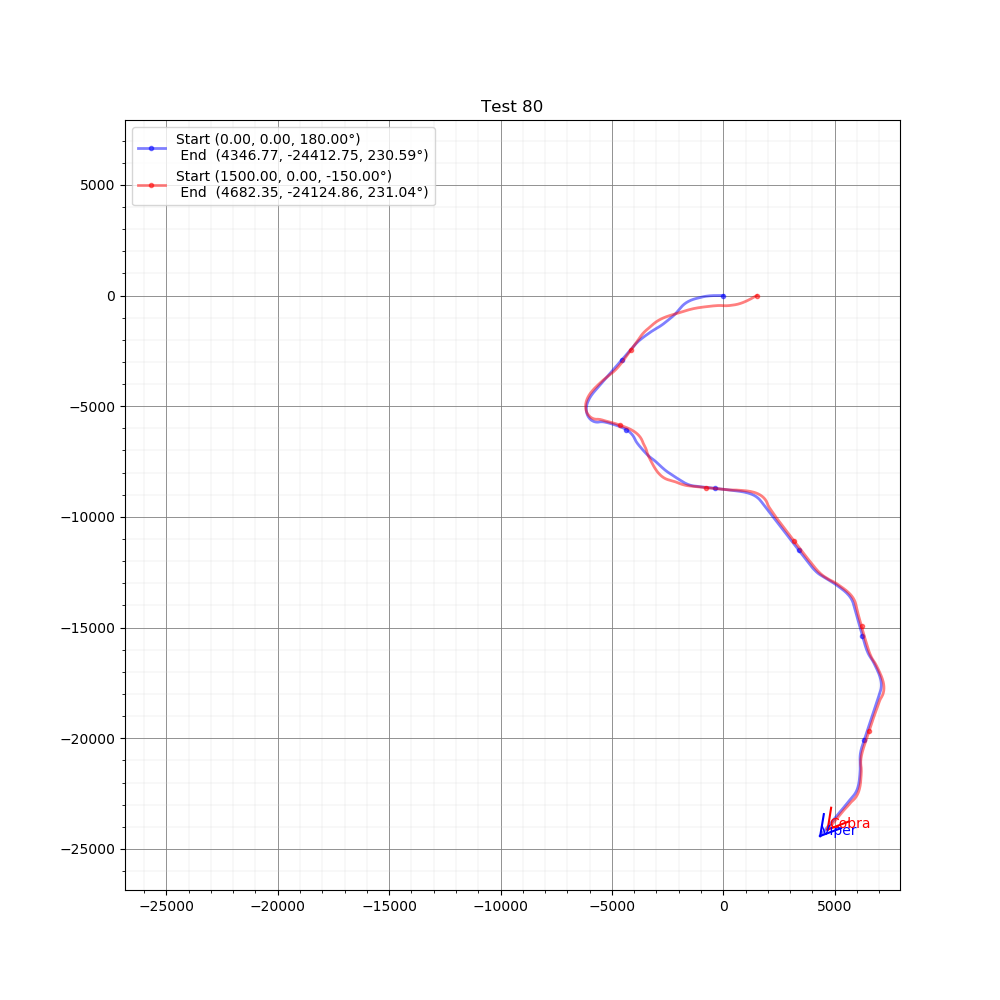 Test 80
Start (0.00, 0.00, 180.00°)
End (4346.77, -24412.75, 230.59°)
Start (1500.00, 0.00, -150.00°)
End (4682.35, -24124.86, 231.04°)
5000
0
−5000
−10000
−15000
−20000
−25000
Cobra
Viper
−25000 −20000 −15000 −10000 −5000 0 5000